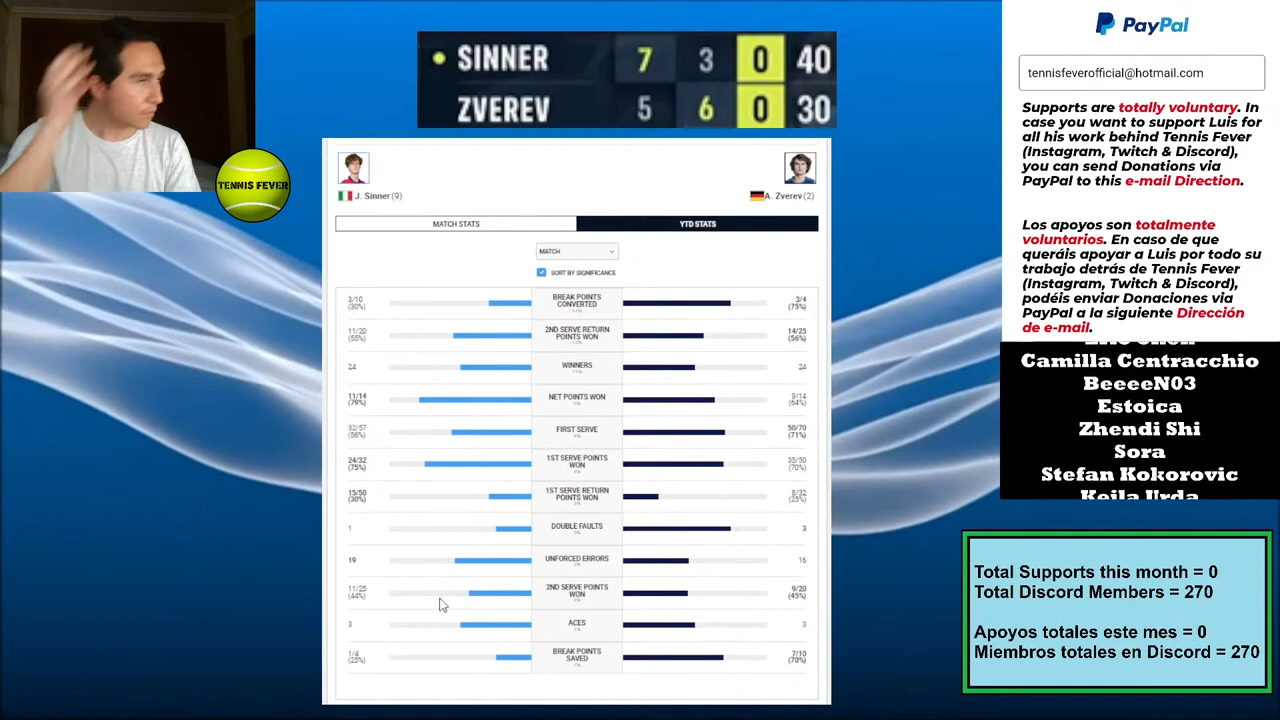 SINNER 7 3 0 40
ZVEREV 5 6 0 30
TENNIS FEVER
J. Sinner (9)
A. Zverev (2)
MATCH STATS
YTD STATS
MATCH
SORT BY SIGNIFICANCE
3/10
(30%)
BREAK POINTS
CONVERTED
3/4
(75%)
11/20
(55%)
2ND SERVE RETURN
POINTS WON
14/25
(56%)
24
WINNERS
24
11/14
(79%)
NET POINTS WON
9/14
(64%)
32/57
(56%)
FIRST SERVE
50/70
(71%)
24/32
(75%)
1ST SERVE POINTS
WON
35/50
(70%)
15/50
(30%)
1ST SERVE RETURN
POINTS WON
8/32
(25%)
1
DOUBLE FAULTS
3
19
UNFORCED ERRORS
16
11/25
(44%)
2ND SERVE POINTS
WON
9/20
(45%)
3
ACES
3
1/4
(25%)
BREAK POINTS
SAVED
7/10
(70%)
PayPal
tennisfeverofficial@hotmail.com
Supports are totally voluntary. In
case you want to support Luis for
all his work behind Tennis Fever
(Instagram, Twitch & Discord),
you can send Donations via
PayPal to this e-mail Direction.
Los apoyos son totalmente
voluntarios. En caso de que
queráis apoyar a Luis por todo su
trabajo detrás de Tennis Fever
(Instagram, Twitch & Discord),
podéis enviar Donaciones vía
PayPal a la siguiente Dirección
de e-mail.
Camilla Centracchio
BeeeeN03
Estoica
Zhendi Shi
Sora
Stefan Kokorovic
Keila Urda
Total Supports this month = 0
Total Discord Members = 270
Apoyos totales este mes = 0
Miembros totales en Discord = 270